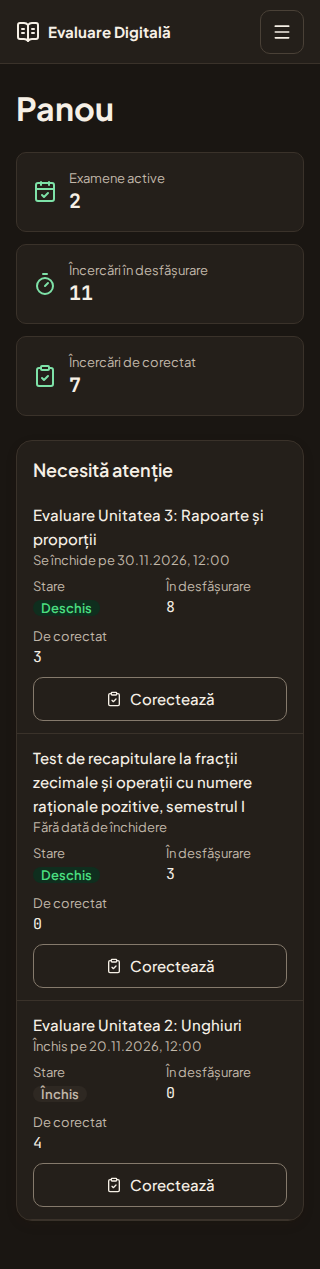 Evaluare Digitală
Panou
Examene active
2
Încercări în desfășurare
11
Încercări de corectat
7
Necesită atenție
Evaluare Unitatea 3: Rapoarte și
proporții
Se închide pe 30.11.2026, 12:00
Stare
În desfășurare
Deschis
8
De corectat
3
Corectează
Test de recapitulare la fracții
zecimale și operații cu numere
raționale pozitive, semestrul I
Fără dată de închidere
Stare
În desfășurare
Deschis
3
De corectat
0
Corectează
Evaluare Unitatea 2: Unghiuri
Închis pe 20.11.2026, 12:00
Stare
În desfășurare
Închis
0
De corectat
4
Corectează